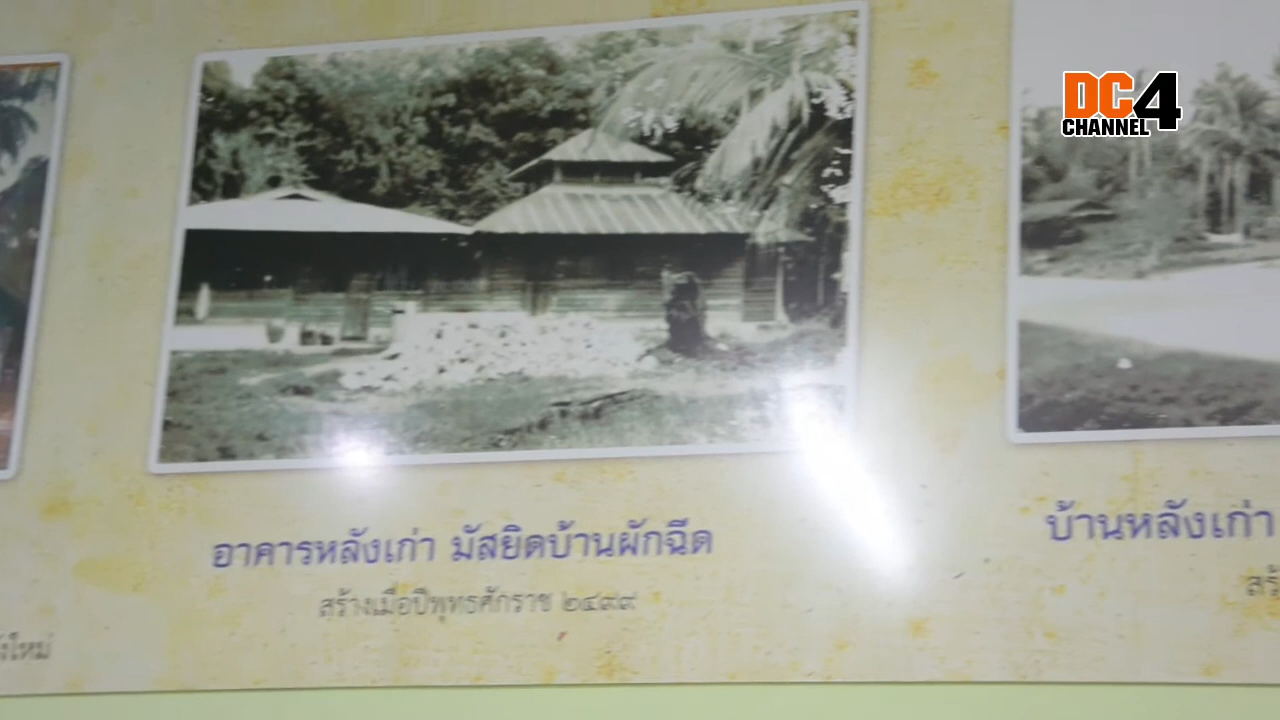 DC4
CHANNEL
อาคารหลังเก่า มัสยิดบ้านผักฉีด
สร้างเมื่อปีพุทธศักราช ๒๔๙๙
บ้านหลังเก่า